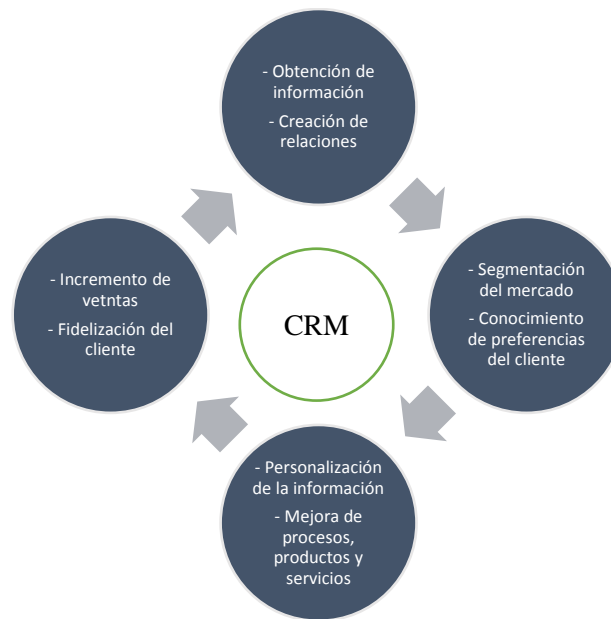 - Obtención de
información
- Creación de
relaciones
- Segmentación
del mercado
- Conocimiento
de preferencias
del cliente
- Incremento de
vetntas
- Fidelización del
cliente
CRM
- Personalización
de la información
- Mejora de
procesos,
productos y
servicios